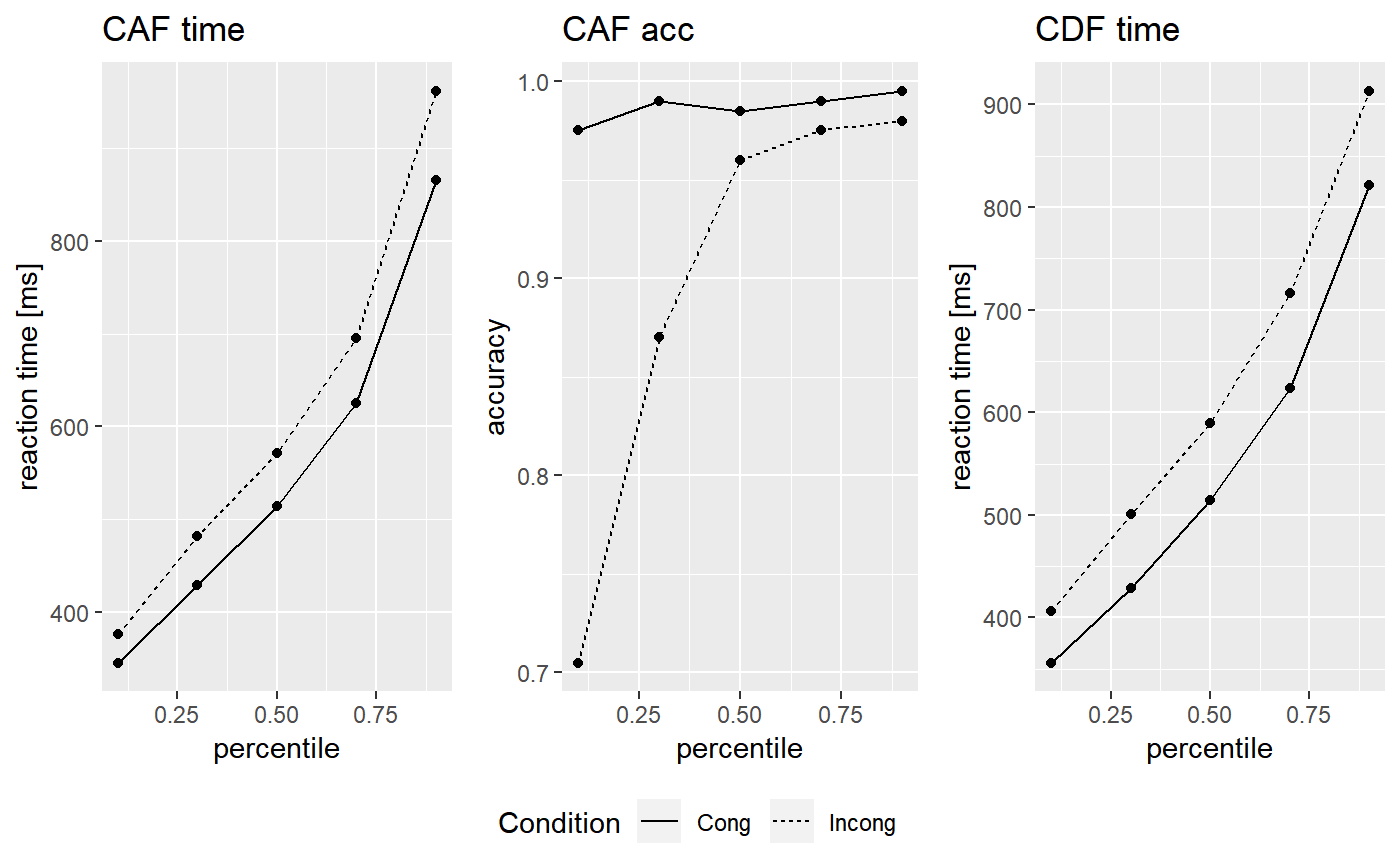 CAF time
CAF acc
CDF time
reaction time [ms]
800
600
400
0.25 0.50 0.75
percentile
accuracy
1.0
0.9
0.8
0.7
0.25 0.50 0.75
percentile
reaction time [ms]
900
800
700
600
500
400
0.25 0.50 0.75
percentile
Condition Cong Incong